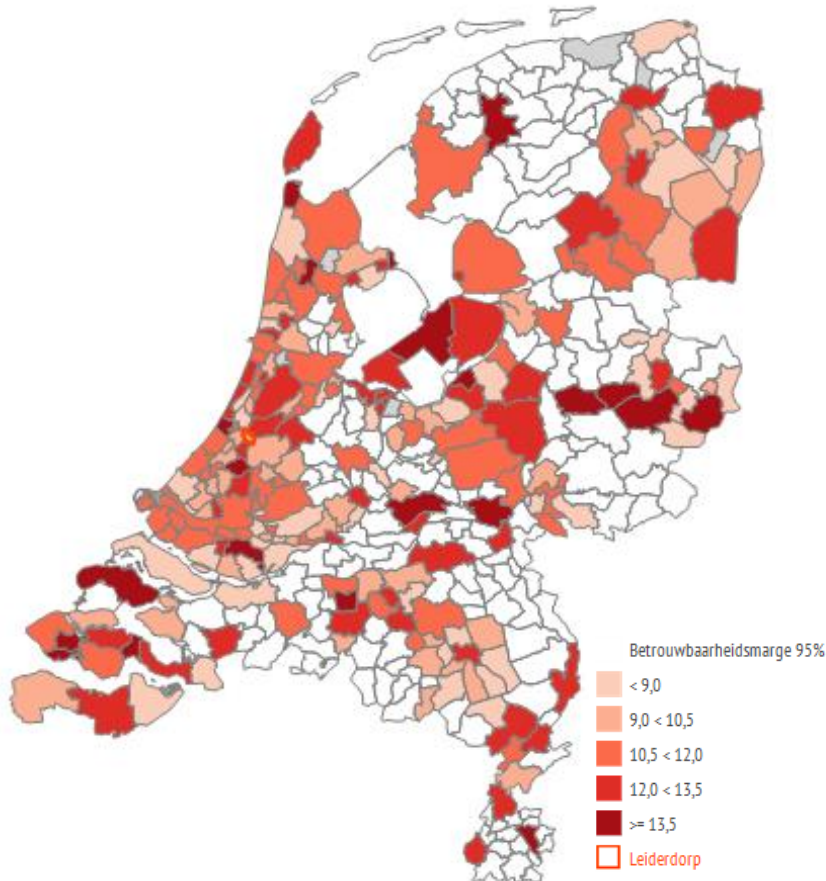 Betrouwbaarheidsmarge 95%
< 9,0
9,0 < 10,5
10,5 < 12,0
12,0 < 13,5
>= 13,5
Leiderdorp